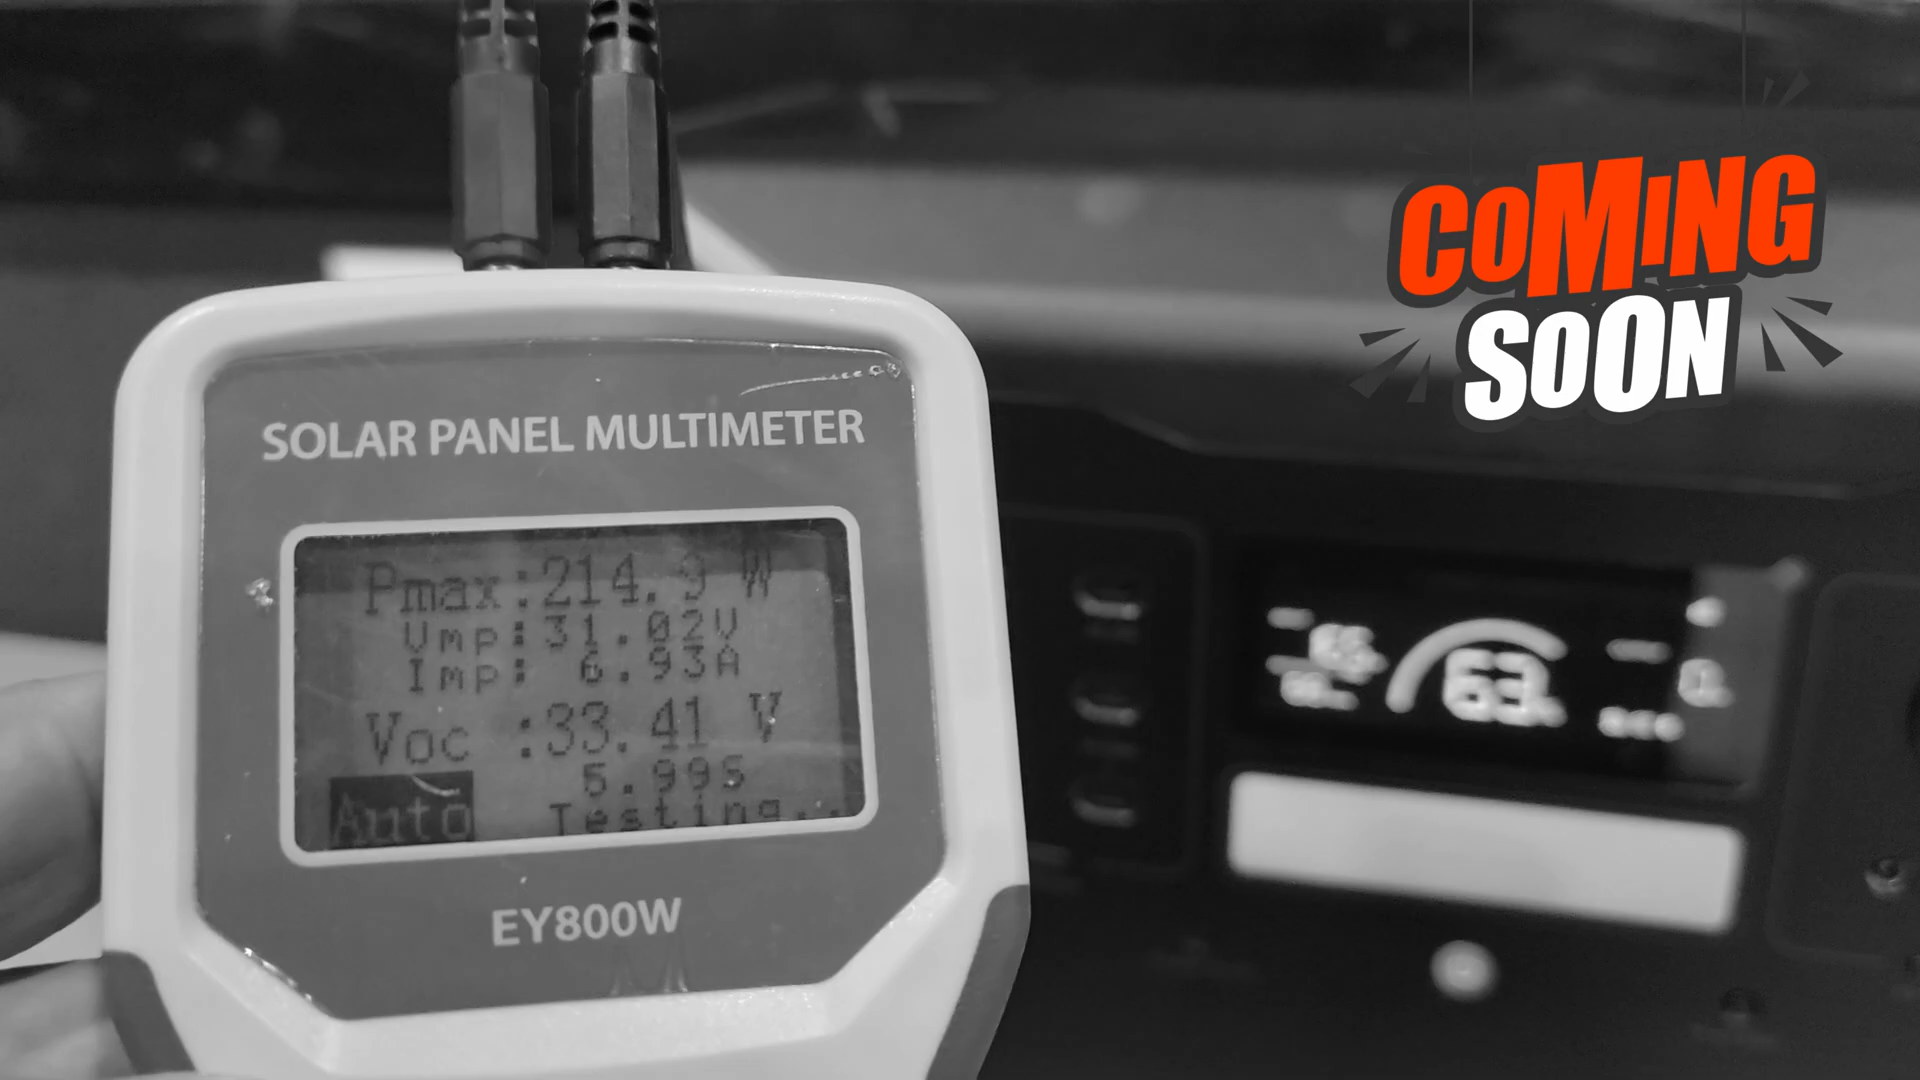 COMING
SOON
SOLAR PANEL MULTIMETER
Pmax:214.9 W
Vmp:31.02V
Imp: 6.93A
Voc :33.41 V
5.99S
Auto Testing..
EY800W
63